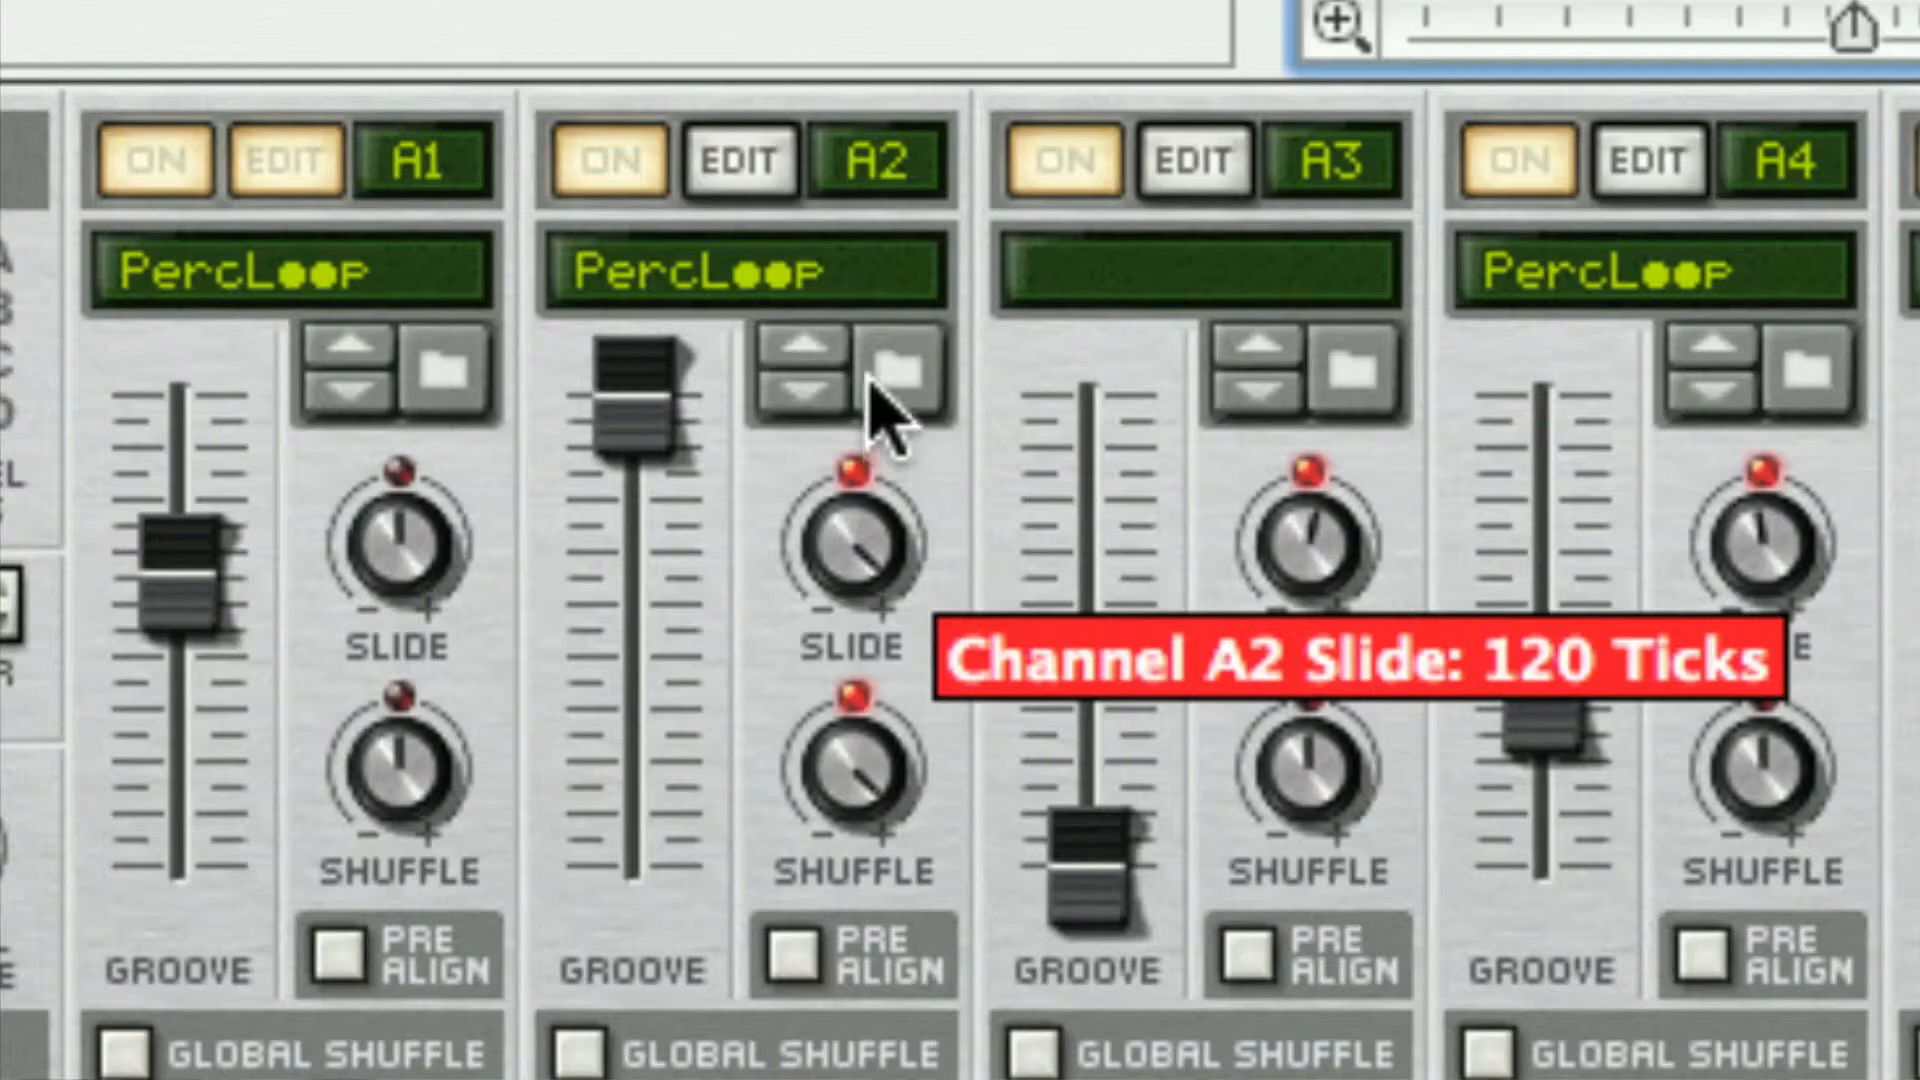 ON EDIT A1 ON EDIT A2 ON EDIT A3 ON EDIT A4
PercLoop PercLoop PercLoop
- + - +
SLIDE SLIDE
Channel A2 Slide: 120 Ticks
- + - + - + - +
SHUFFLE SHUFFLE SHUFFLE SHUFFLE
GROOVE PRE ALIGN GROOVE PRE ALIGN GROOVE PRE ALIGN GROOVE PRE ALIGN
GLOBAL SHUFFLE GLOBAL SHUFFLE GLOBAL SHUFFLE GLOBAL SHUFFLE